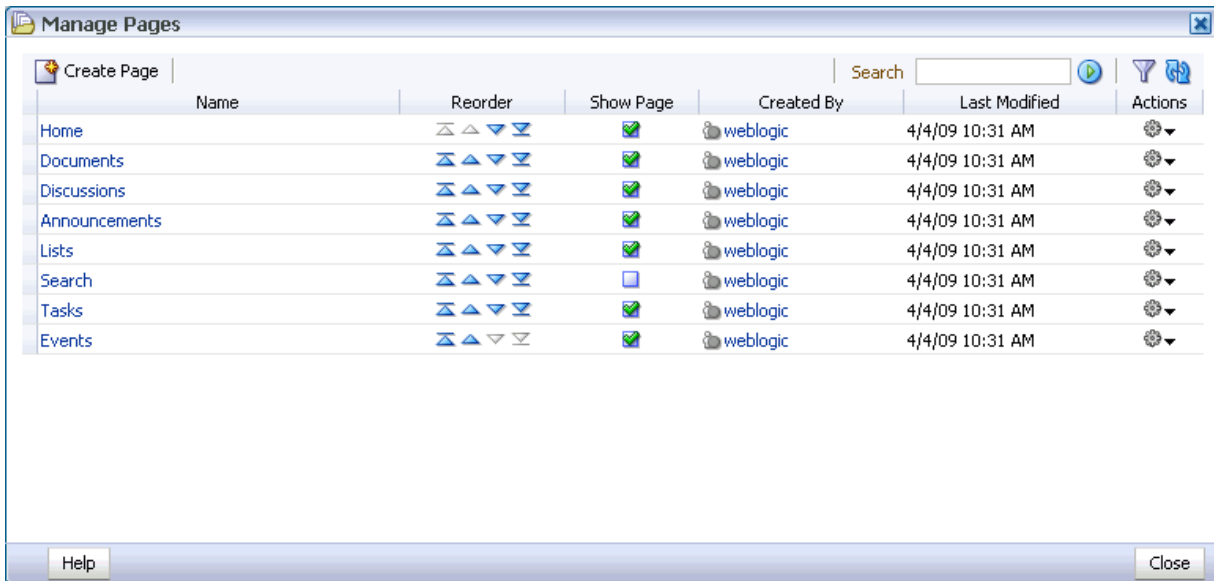 Manage Pages
Create Page Search
Name Reorder Show Page Created By Last Modified Actions
Home weblogic 4/4/09 10:31 AM
Documents weblogic 4/4/09 10:31 AM
Discussions weblogic 4/4/09 10:31 AM
Announcements weblogic 4/4/09 10:31 AM
Lists weblogic 4/4/09 10:31 AM
Search weblogic 4/4/09 10:31 AM
Tasks weblogic 4/4/09 10:31 AM
Events weblogic 4/4/09 10:31 AM
Help Close